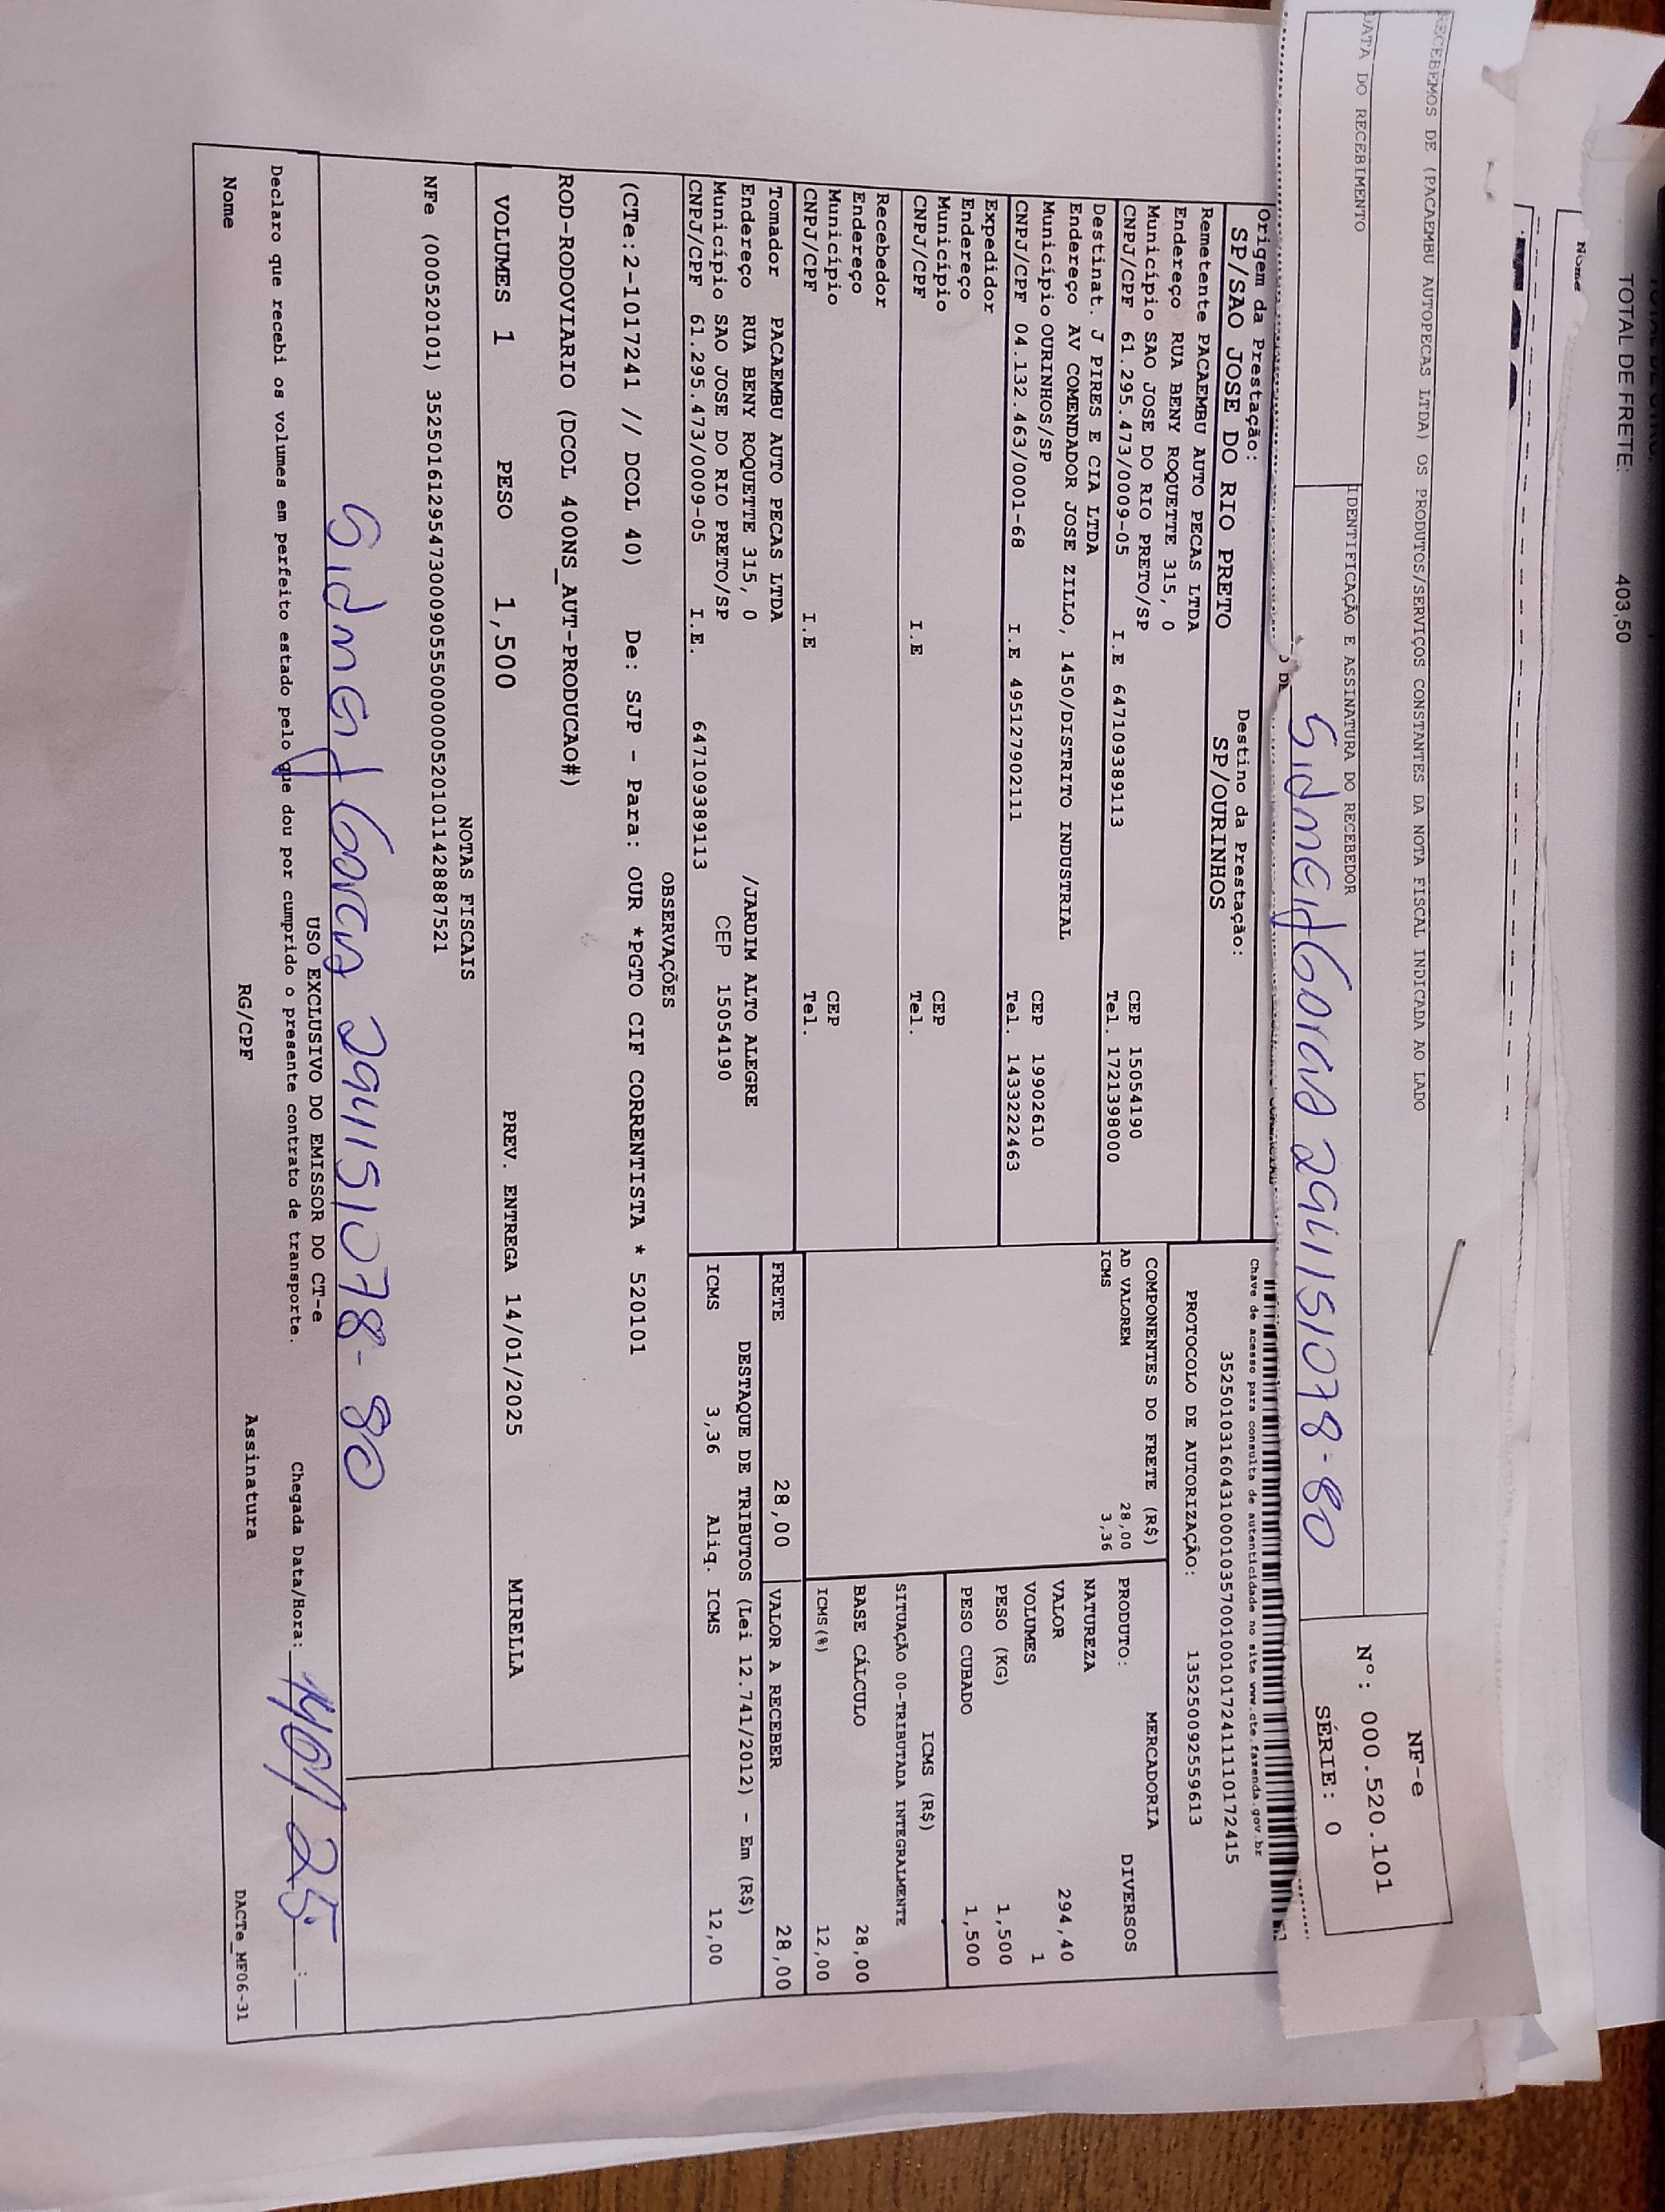 TOTAL DE FRETE: 403,50
Nome
RECEBEMOS DE (PACAEMBU AUTOPECAS LTDA) OS PRODUTOS/SERVIÇOS CONSTANTES DA NOTA FISCAL INDICADA AO LADO
NF-e
Nº: 000.520.101
SÉRIE: 0
DATA DO RECEBIMENTO
IDENTIFICAÇÃO E ASSINATURA DO RECEBEDOR
Sidney 294151078-80
Chave de acesso para consulta de autenticidade no site www.cte.fazenda.gov.br
35250103160431000103570010010172411110172415
PROTOCOLO DE AUTORIZAÇÃO: 135250092559613
Origem da Prestação: Destino da Prestação:
SP/SAO JOSE DO RIO PRETO SP/OURINHOS
Remetente PACAEMBU AUTO PECAS LTDA
Endereço RUA BENY ROQUETTE 315, 0
Município SAO JOSE DO RIO PRETO/SP CEP 15054190
CNPJ/CPF 61.295.473/0009-05 I.E 647109389113 Tel. 1721398000
Destinat. J PIRES E CIA LTDA
Endereço AV COMENDADOR JOSE ZILLO, 1450/DISTRITO INDUSTRIAL
Município OURINHOS/SP CEP 19902610
CNPJ/CPF 04.132.463/0001-68 I.E 495127902111 Tel. 1433222463
Expedidor
Endereço
Município CEP
CNPJ/CPF I.E Tel.
Recebedor
Endereço
Município CEP
CNPJ/CPF I.E Tel.
Tomador PACAEMBU AUTO PECAS LTDA
Endereço RUA BENY ROQUETTE 315, 0 /JARDIM ALTO ALEGRE
Município SAO JOSE DO RIO PRETO/SP CEP 15054190
CNPJ/CPF 61.295.473/0009-05 I.E. 647109389113
COMPONENTES DO FRETE (R$)
AD VALOREM 28,00
ICMS 3,36
MERCADORIA
PRODUTO: DIVERSOS
NATUREZA
VALOR 294,40
VOLUMES 1
PESO (KG) 1,500
PESO CUBADO 1,500
ICMS (R$)
SITUAÇÃO 00-TRIBUTADA INTEGRALMENTE
BASE CÁLCULO 28,00
ICMS(%) 12,00
FRETE 28,00 VALOR A RECEBER 28,00
DESTAQUE DE TRIBUTOS (Lei 12.741/2012) - Em (R$)
ICMS 3,36 Aliq. ICMS 12,00
OBSERVAÇÕES
(CTe:2-1017241 // DCOL 40) De: SJP - Para: OUR *PGTO CIF CORRENTISTA * 520101
ROD-RODOVIARIO (DCOL 400NS_AUT-PRODUCAO#)
VOLUMES 1 PESO 1,500 PREV. ENTREGA 14/01/2025 MIRELLA
NOTAS FISCAIS
NFe (000520101) 35250161295473000905550000005201011428887521
Sidney 294151078-80
USO EXCLUSIVO DO EMISSOR DO CT-e
Declaro que recebi os volumes em perfeito estado pelo que dou por cumprido o presente contrato de transporte. Chegada Data/Hora: 14/01/25 :
Nome RG/CPF Assinatura DACTe_MF06-31